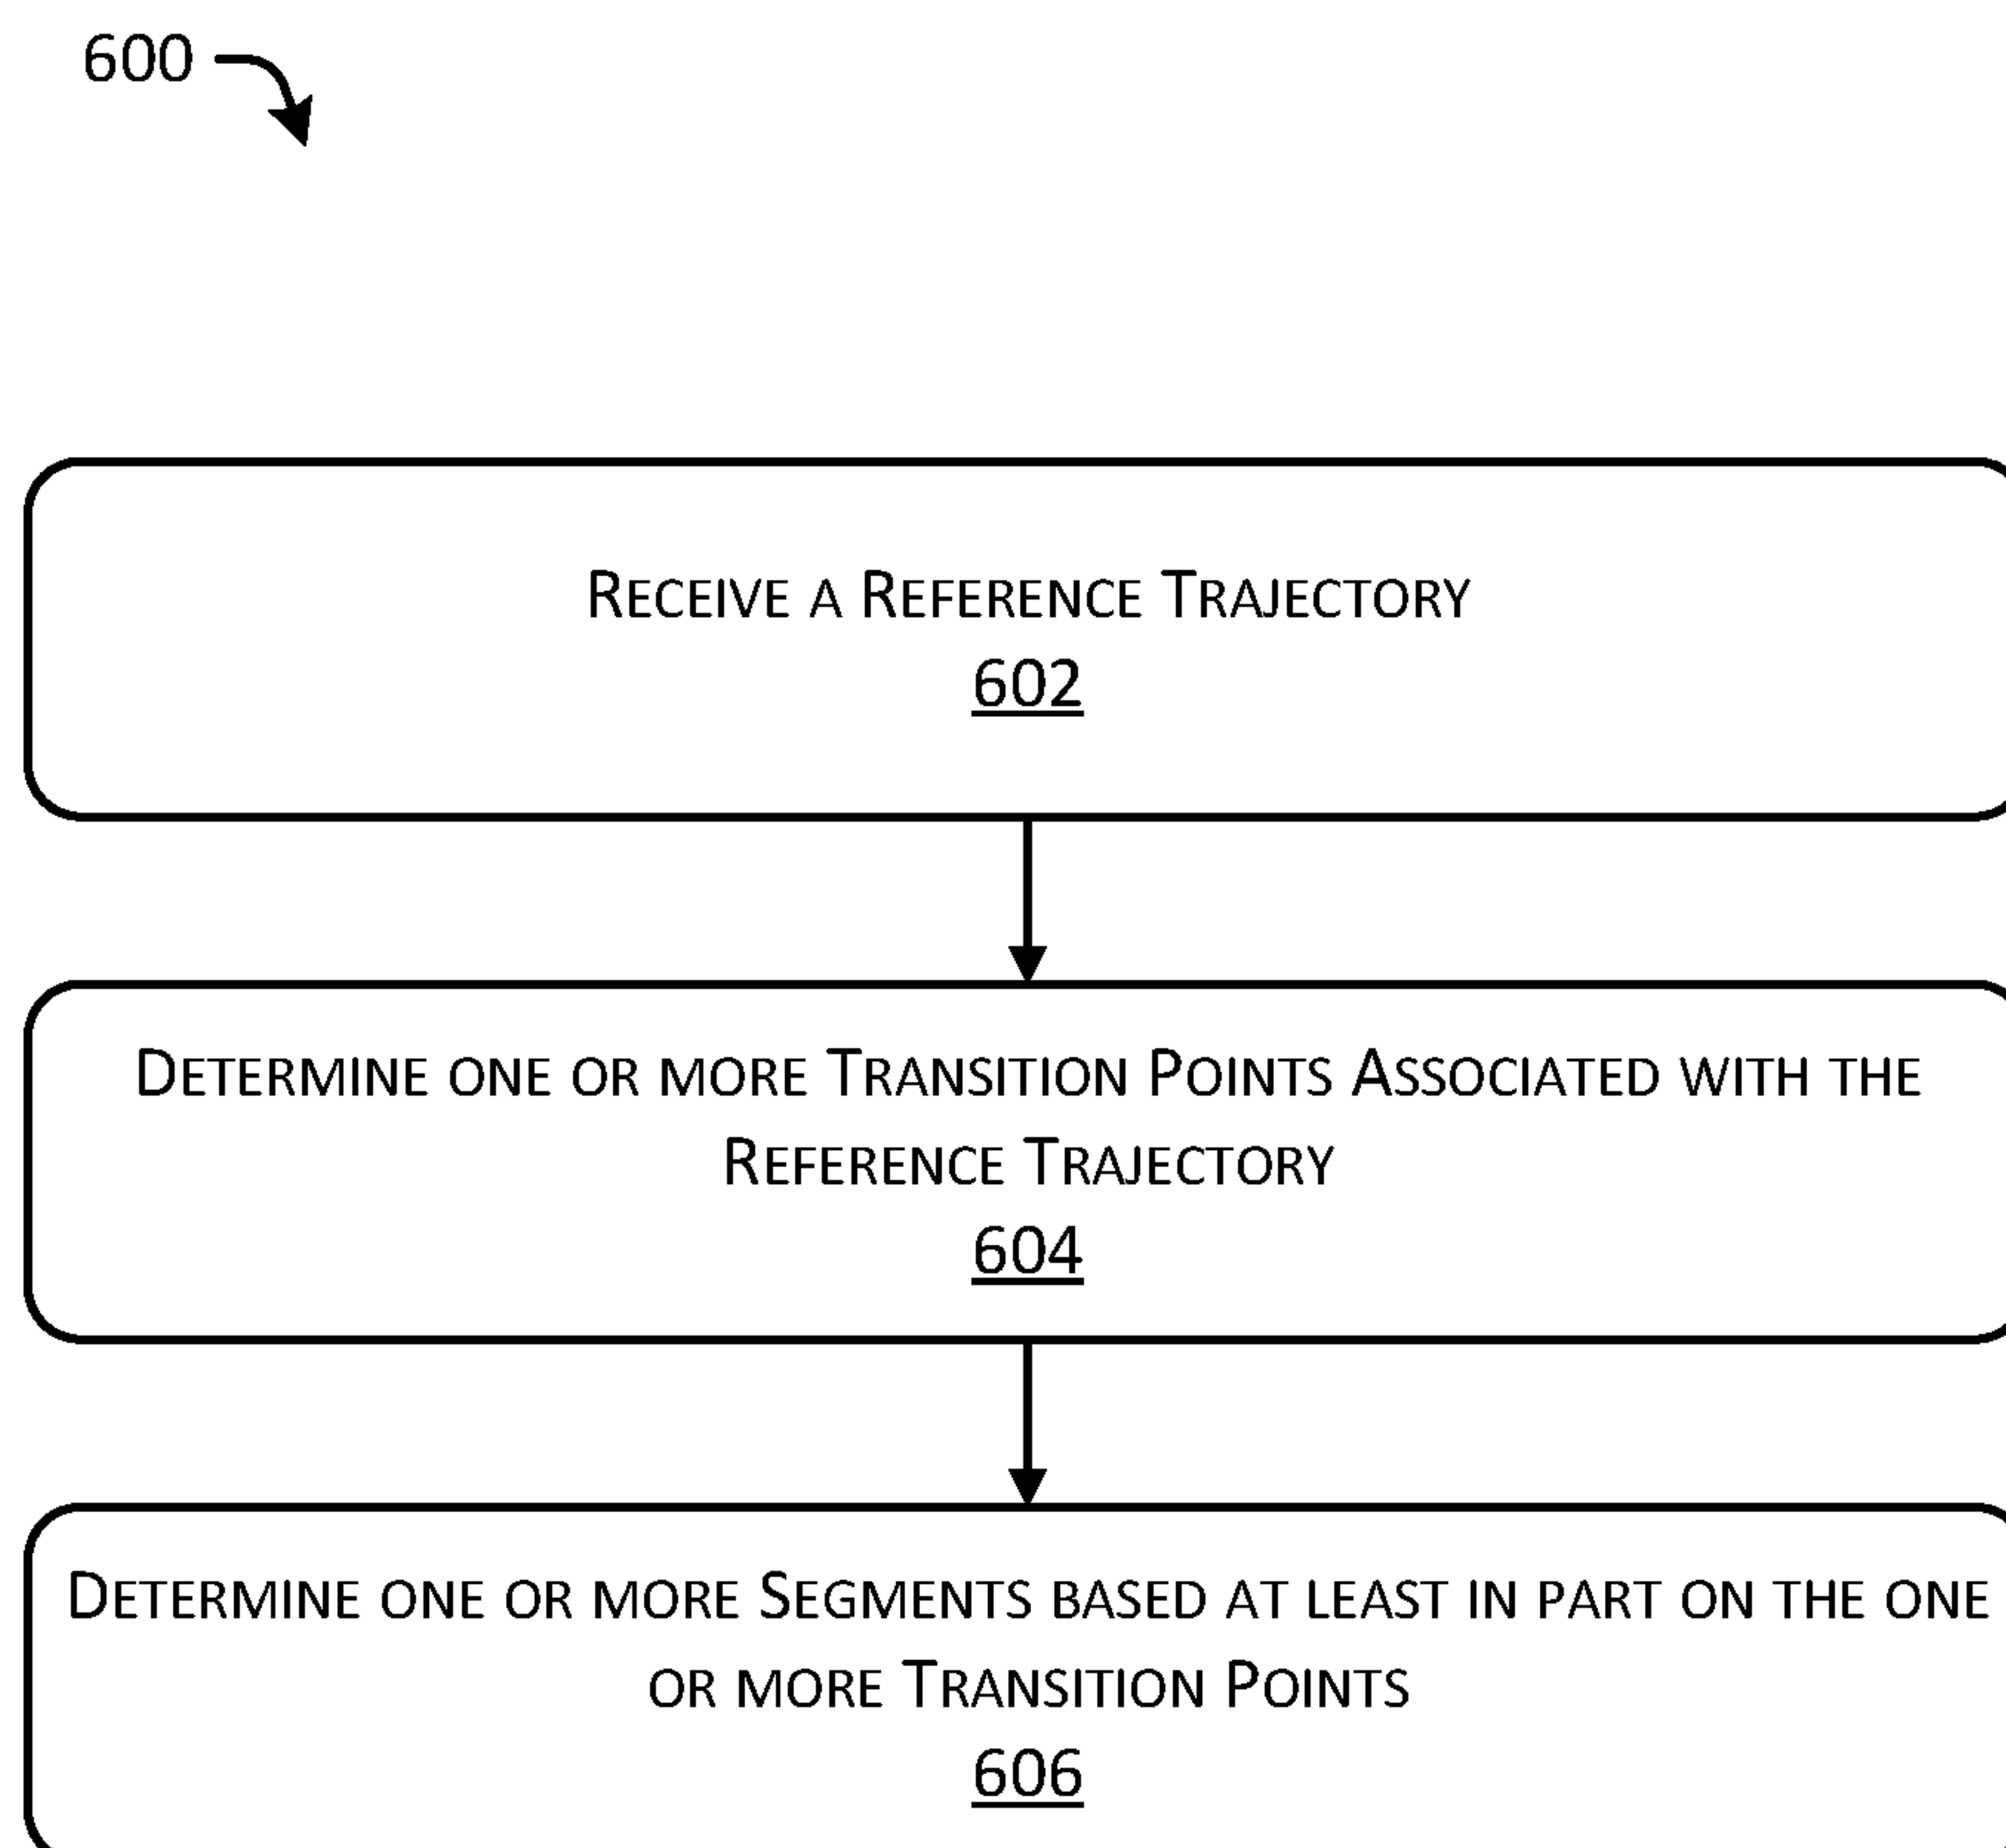 600
Receive a Reference Trajectory
602
Determine one or more Transition Points Associated with the
Reference Trajectory
604
Determine one or more Segments based at least in part on the one
or more Transition Points
606